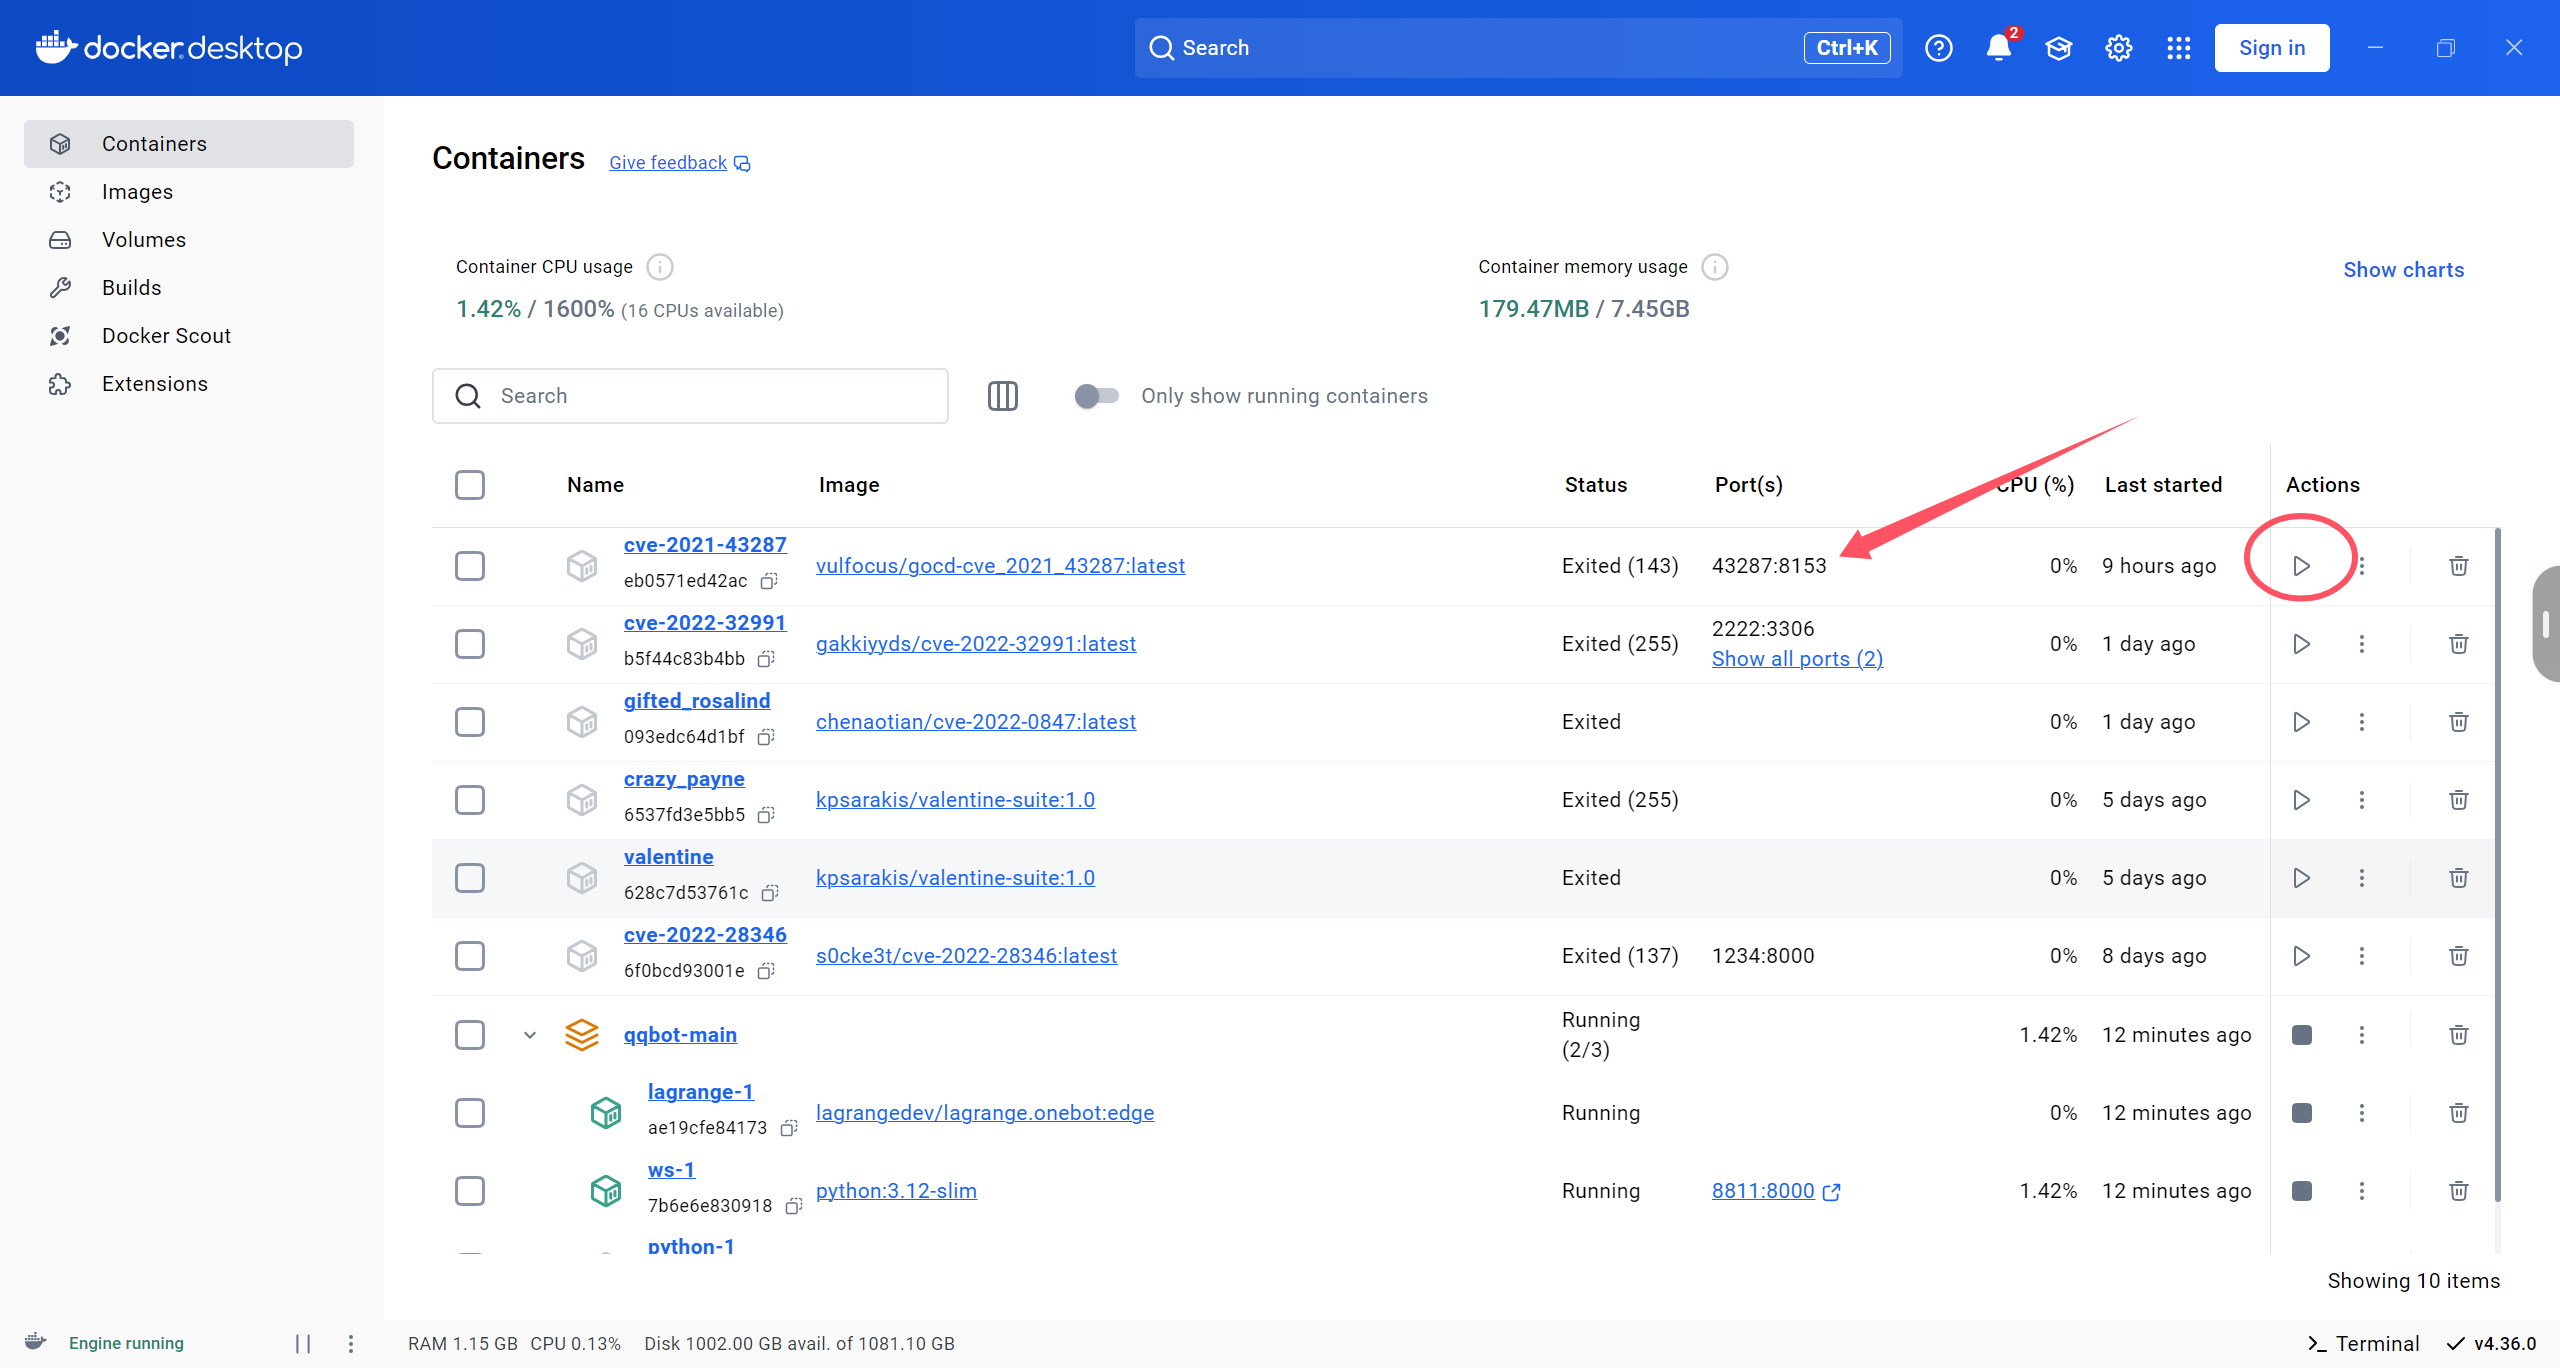 docker desktop
Search
Ctrl+K
2
Sign in
Containers
Images
Volumes
Builds
Docker Scout
Extensions
Containers
Give feedback
Container CPU usage
1.42% / 1600% (16 CPUs available)
Container memory usage
179.47MB / 7.45GB
Show charts
Search
Only show running containers
Name Image Status Port(s) CPU (%) Last started Actions
cve-2021-43287
eb0571ed42ac
vulfocus/gocd-cve_2021_43287:latest Exited (143) 43287:8153 0% 9 hours ago
cve-2022-32991
b5f44c83b4bb
gakkiyyds/cve-2022-32991:latest Exited (255)
2222:3306
Show all ports (2)
0% 1 day ago
gifted_rosalind
093edc64d1bf
chenaotian/cve-2022-0847:latest Exited 0% 1 day ago
crazy_payne
6537fd3e5bb5
kpsarakis/valentine-suite:1.0 Exited (255) 0% 5 days ago
valentine
628c7d53761c
kpsarakis/valentine-suite:1.0 Exited 0% 5 days ago
cve-2022-28346
6f0bcd93001e
s0cke3t/cve-2022-28346:latest Exited (137) 1234:8000 0% 8 days ago
qqbot-main
Running
(2/3)
1.42% 12 minutes ago
lagrange-1
ae19cfe84173
lagrangedev/lagrange.onebot:edge Running 0% 12 minutes ago
ws-1
7b6e6e830918
python:3.12-slim Running 8811:8000 1.42% 12 minutes ago
python-1
Showing 10 items
Engine running
RAM 1.15 GB CPU 0.13% Disk 1002.00 GB avail. of 1081.10 GB
>_ Terminal
v4.36.0